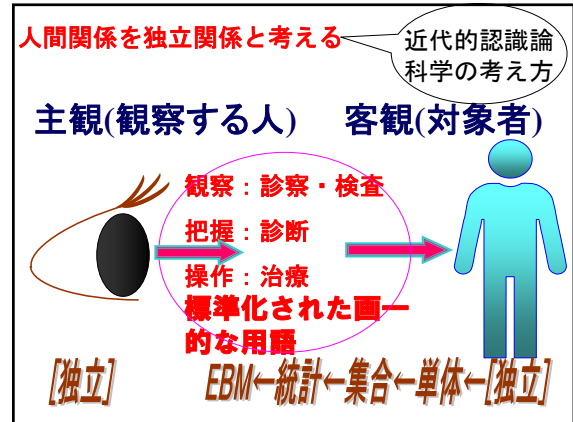 人間関係を独立関係と考える
近代的認識論
科学の考え方
主観(観察する人)
客観(対象者)
観察：診察・検査
把握：診断
操作：治療
標準化された画一
的な用語
[独立]
EBM←統計←集合←単体←[独立]